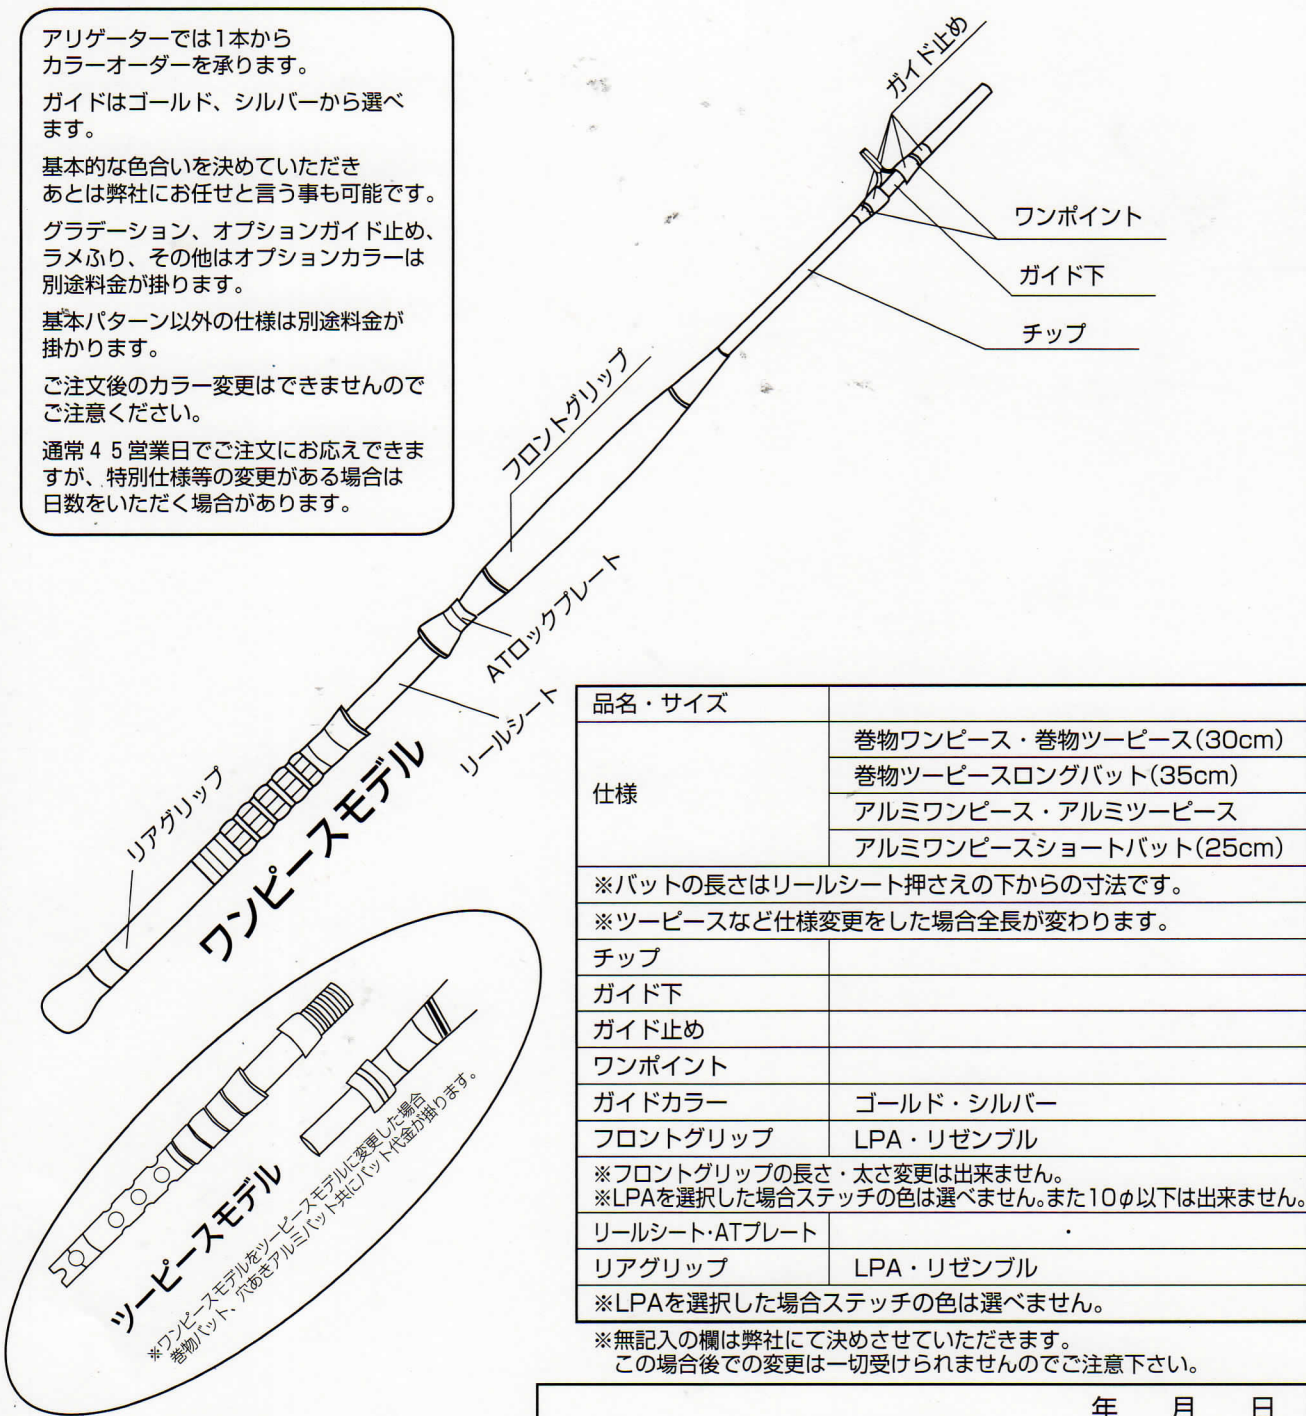 アリゲーターでは1本から
カラーオーダーを承ります。
ガイドはゴールド、シルバーから選べ
ます。
基本的な色合いを決めていただき
あとは弊社にお任せと言う事も可能です。
グラデーション、オプションガイド止め、
ラメふり、その他はオプションカラーは
別途料金が掛ります。
基本パターン以外の仕様は別途料金が
掛かります。
ご注文後のカラー変更はできませんので
ご注意ください。
通常４５営業日でご注文にお応えできま
すが、特別仕様等の変更がある場合は
日数をいただく場合があります。
ガイド止め
ワンポイント
ガイド下
チップ
フロントグリップ
ATロックプレート
リールシート
リアグリップ
ワンピースモデル
ツーピースモデル
※ワンピースモデルをツーピースモデルに変更した場合
巻物バット、穴あきアルミバット共にバット代金が掛ります。
品名・サイズ
仕様
巻物ワンピース・巻物ツーピース(30cm)
巻物ツーピースロングバット(35cm)
アルミワンピース・アルミツーピース
アルミワンピースショートバット(25cm)
※バットの長さはリールシート押さえの下からの寸法です。
※ツーピースなど仕様変更をした場合全長が変わります。
チップ
ガイド下
ガイド止め
ワンポイント
ガイドカラー ゴールド・シルバー
フロントグリップ LPA・リゼンブル
※フロントグリップの長さ・太さ変更は出来ません。
※LPAを選択した場合ステッチの色は選べません。また10φ以下は出来ません。
リールシート･ATプレート ・
リアグリップ LPA・リゼンブル
※LPAを選択した場合ステッチの色は選べません。
※無記入の欄は弊社にて決めさせていただきます。
この場合後での変更は一切受けられませんのでご注意下さい。
年 月 日